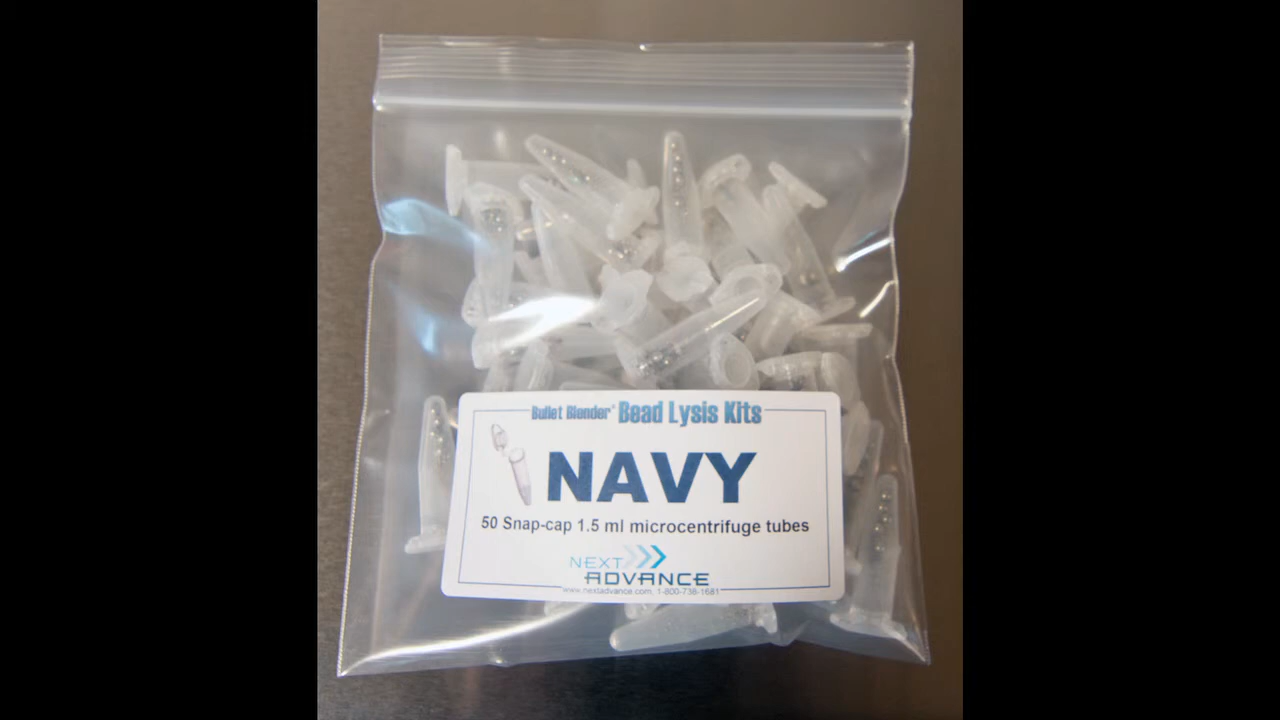 Bullet Blender® Bead Lysis Kits
NAVY
50 Snap-cap 1.5 ml microcentrifuge tubes
NEXT
ADVANCE
www.nextadvance.com, 1-800-738-1681